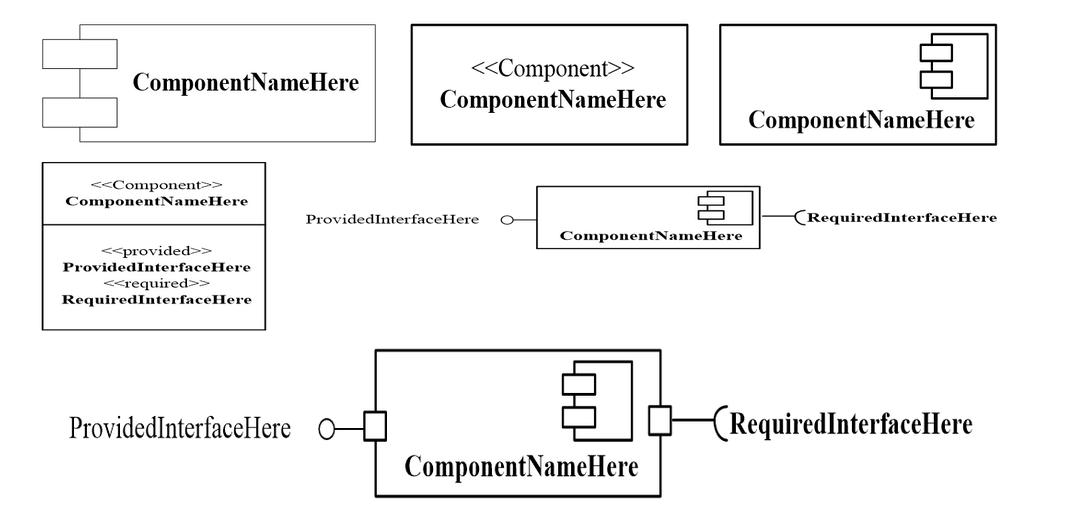 ComponentNameHere
<<Component>>
ComponentNameHere
ComponentNameHere
<<Component>>
ComponentNameHere
<<provided>>
ProvidedInterfaceHere
<<required>>
RequiredInterfaceHere
ProvidedInterfaceHere
ComponentNameHere
RequiredInterfaceHere
ProvidedInterfaceHere
ComponentNameHere
RequiredInterfaceHere